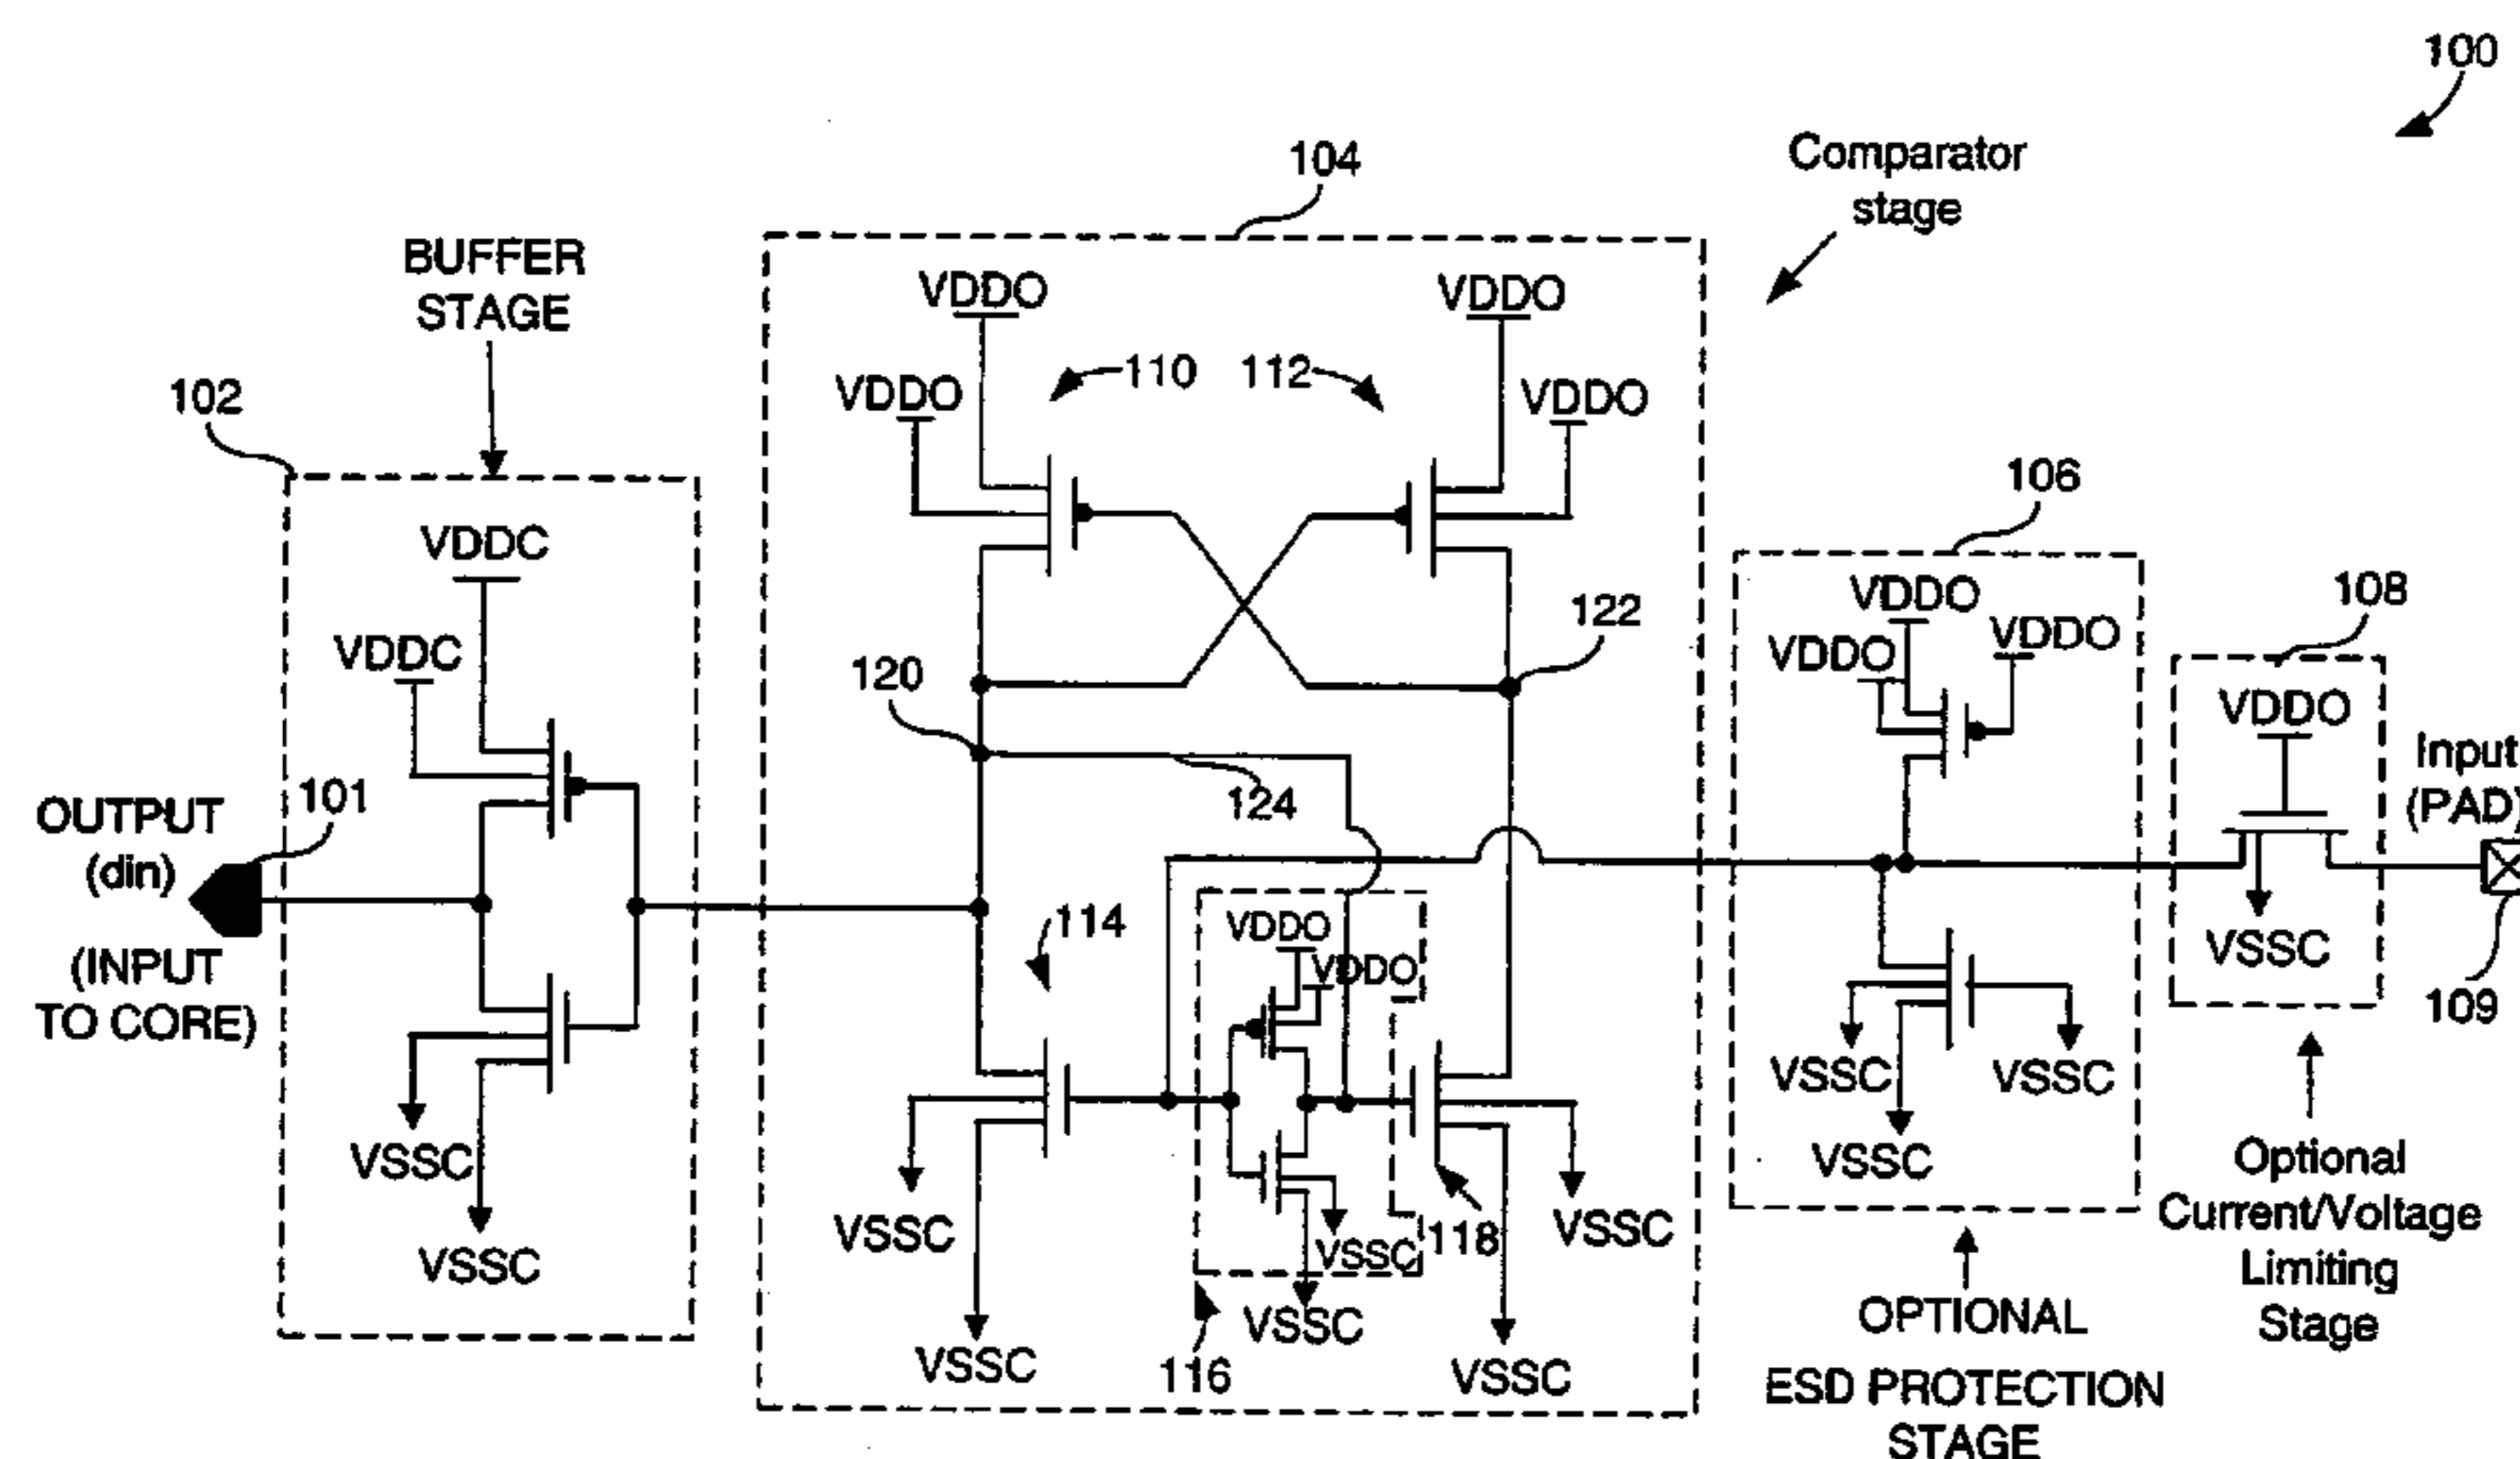 100
104
Comparator
stage
BUFFER
STAGE
VDDO
VDDO
102
VDDO
110
112
VDDO
106
VDDC
VDDO
108
VDDC
122
VDDO
VDDO
120
VDDO
Input
(PAD)
101
OUTPUT
(din)
124
(INPUT
TO CORE)
114
VDDO
VDDO
VSSC
109
VSSC
VSSC
VSSC
VSSC
VSSC
VSSC
118
VSSC
VSSC
VSSC
VSSC
116
VSSC
VSSC
Optional
Current/Voltage
Limiting
Stage
OPTIONAL
ESD PROTECTION
STAGE